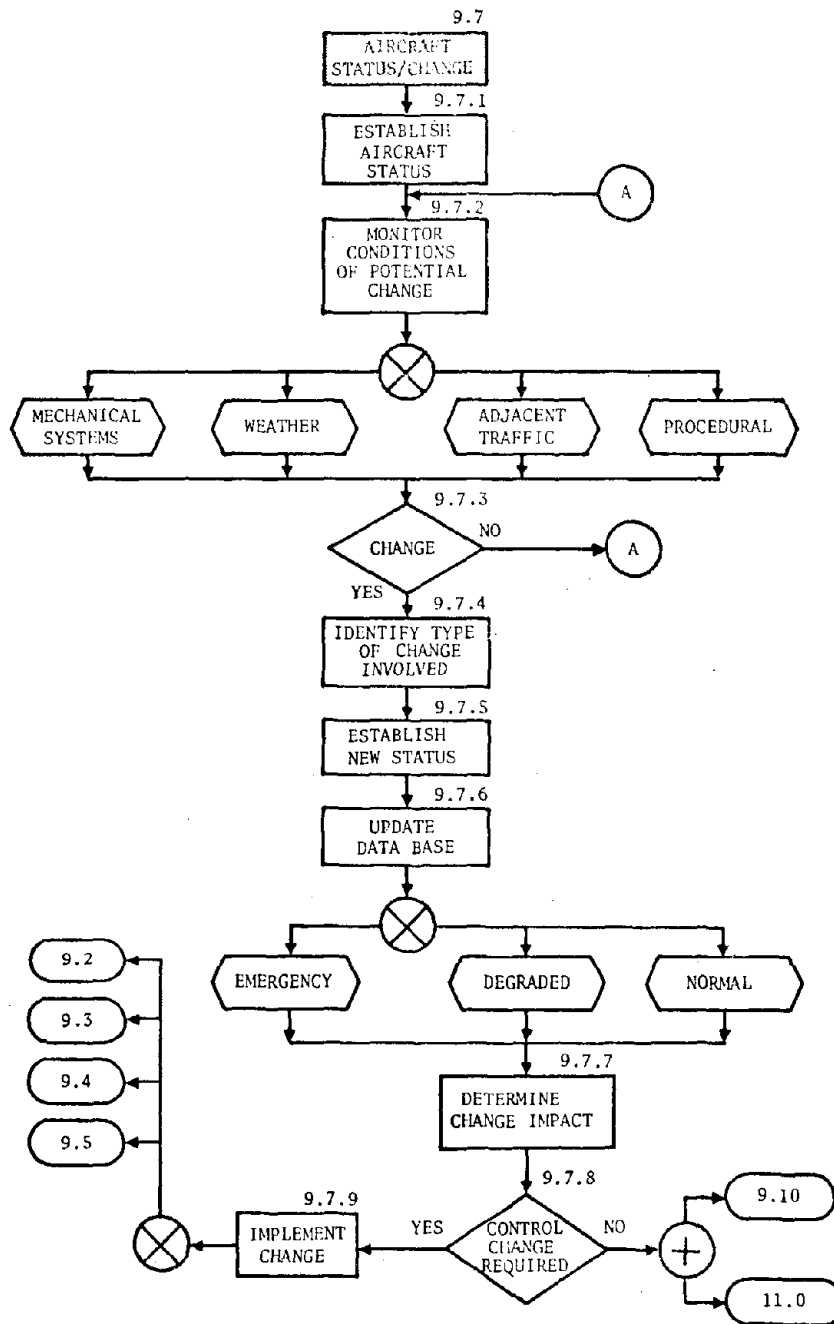 9.7
AIRCRAFT
STATUS/CHANGE
9.7.1
ESTABLISH
AIRCRAFT
STATUS
A
9.7.2
MONITOR
CONDITIONS
OF POTENTIAL
CHANGE
MECHANICAL
SYSTEMS
WEATHER
ADJACENT
TRAFFIC
PROCEDURAL
9.7.3
CHANGE
NO
A
YES
9.7.4
IDENTIFY TYPE
OF CHANGE
INVOLVED
9.7.5
ESTABLISH
NEW STATUS
9.7.6
UPDATE
DATA BASE
EMERGENCY
DEGRADED
NORMAL
9.2
9.3
9.4
9.5
9.7.7
DETERMINE
CHANGE IMPACT
9.7.8
CONTROL
CHANGE
REQUIRED
YES
NO
9.7.9
IMPLEMENT
CHANGE
9.10
11.0